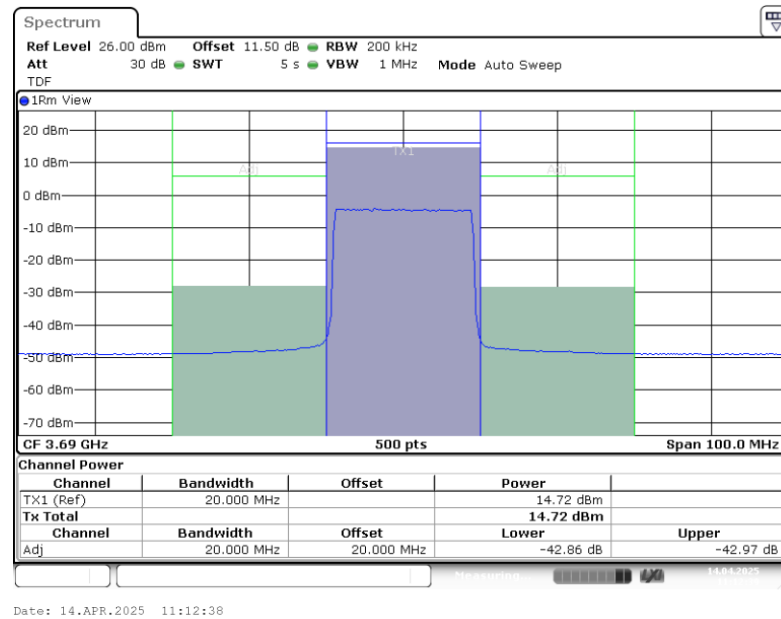 Spectrum
Ref Level 26.00 dBm Offset 11.50 dB RBW 200 kHz
Att 30 dB SWT 5 s VBW 1 MHz Mode Auto Sweep
TDF
1Rm View
20 dBm
TX1
10 dBm
Adj Adj
0 dBm
-10 dBm
-20 dBm
-30 dBm
-40 dBm
-50 dBm
-60 dBm
-70 dBm
CF 3.69 GHz 500 pts Span 100.0 MHz
Channel Power
Channel Bandwidth Offset Power
TX1 (Ref) 20.000 MHz 14.72 dBm
Tx Total 14.72 dBm
Channel Bandwidth Offset Lower Upper
Adj 20.000 MHz 20.000 MHz -42.86 dB -42.97 dB
Measuring... LXI 14.04.2025
Date: 14.APR.2025 11:12:38